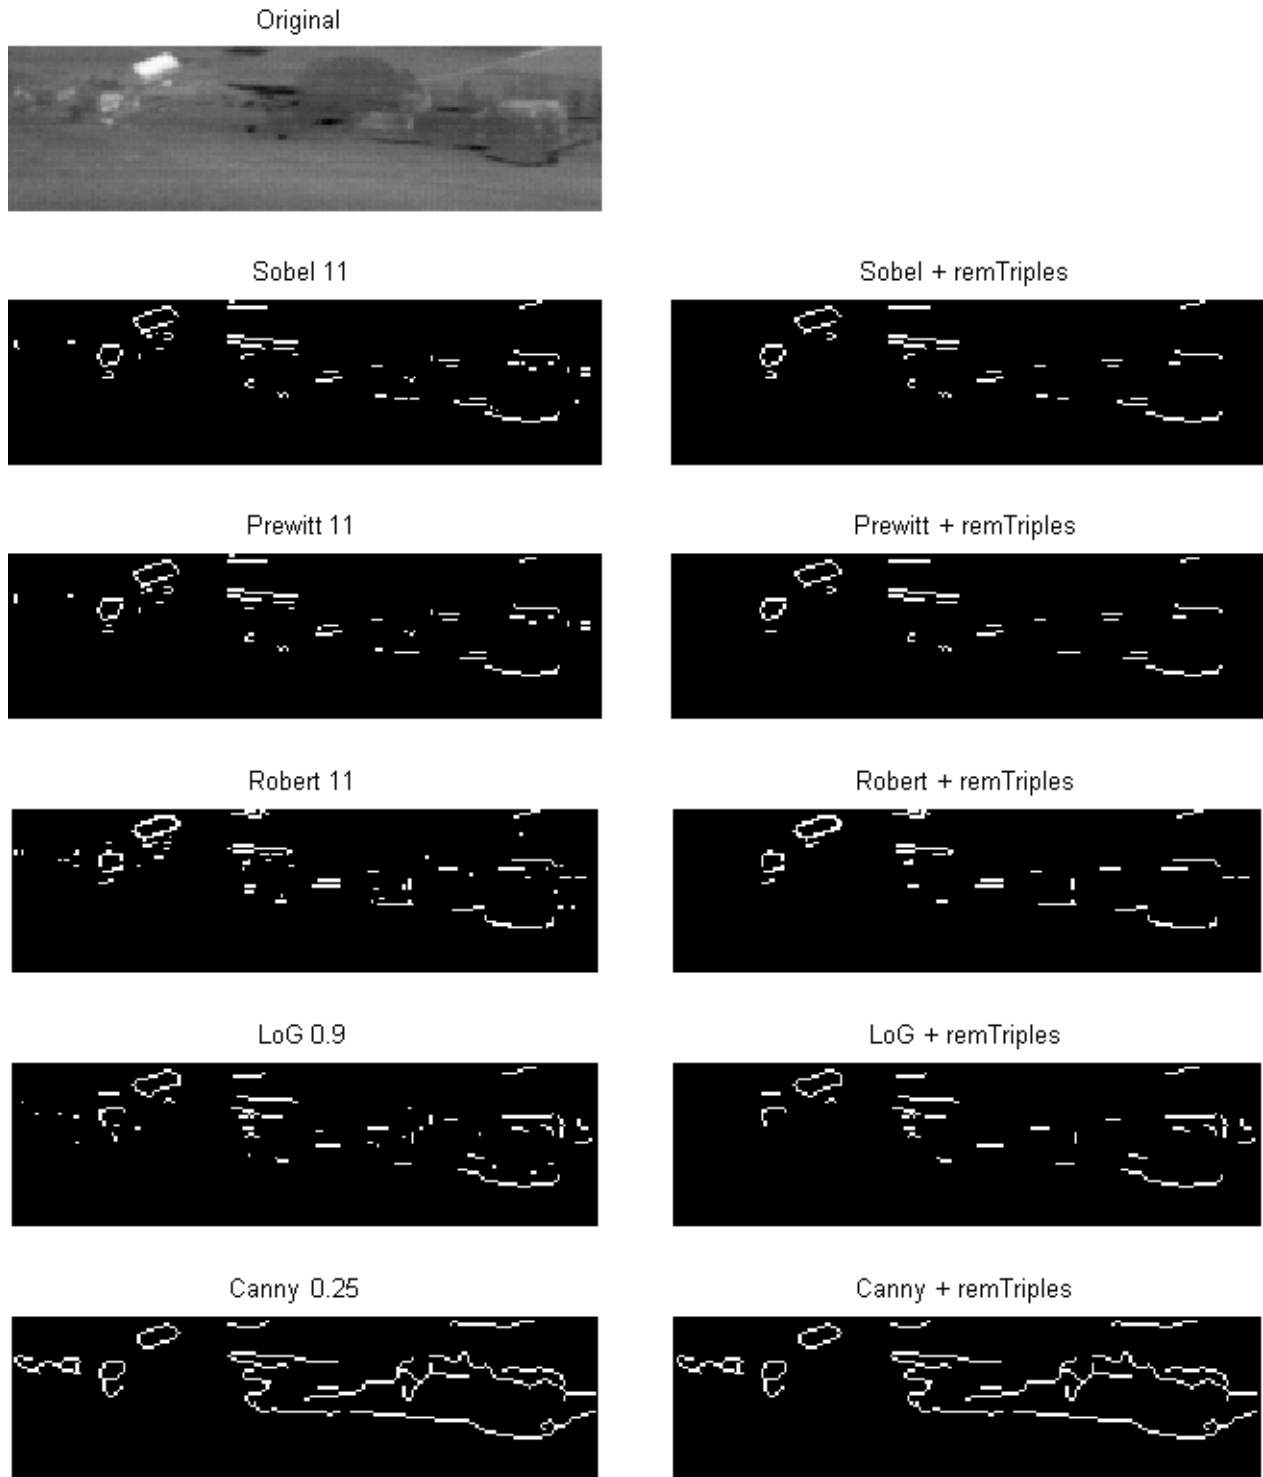 Original
Sobel 11
Sobel + remTriples
Prewitt 11
Prewitt + remTriples
Robert 11
Robert + remTriples
LoG 0.9
LoG + remTriples
Canny 0.25
Canny + remTriples